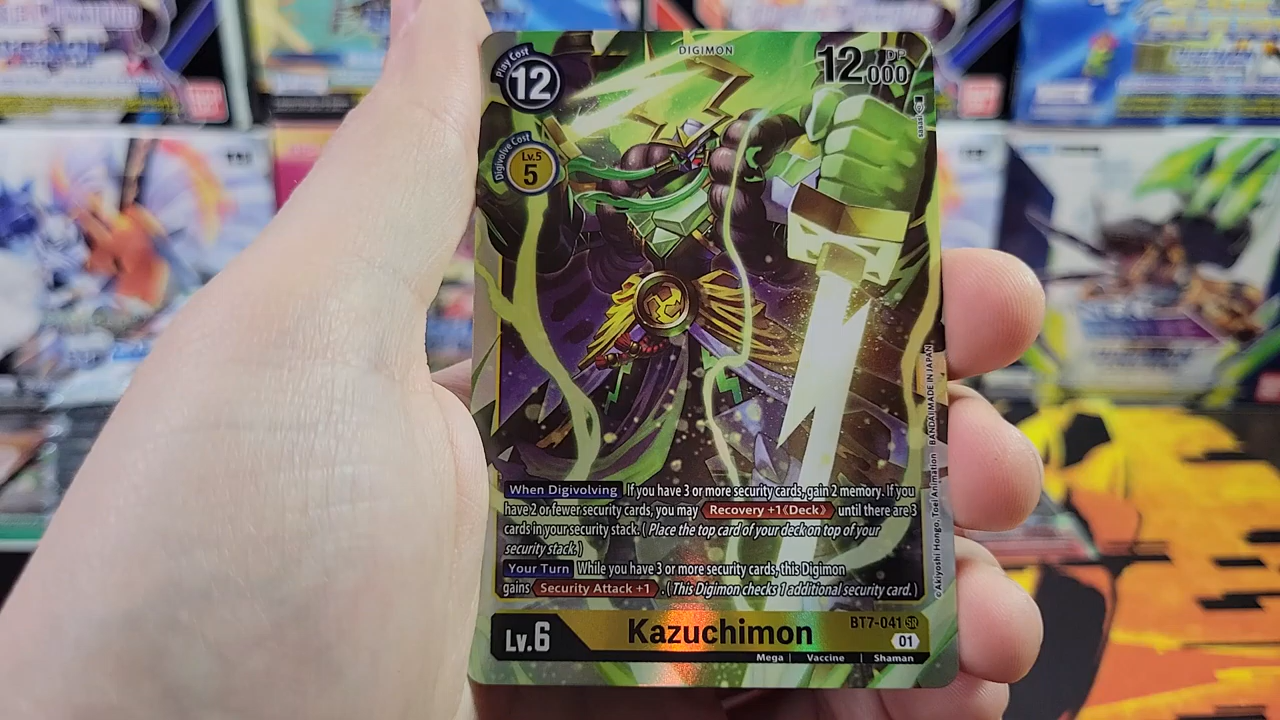 DIGIMON
Play Cost
12
DP
12000
Digivolve Cost
Lv.5
5
When Digivolving If you have 3 or more security cards, gain 2 memory. If you
have 2 or fewer security cards, you may Recovery +1《Deck》 until there are 3
cards in your security stack. (Place the top card of your deck on top of your
security stack.)
Your Turn While you have 3 or more security cards, this Digimon
gains Security Attack +1 . (This Digimon checks 1 additional security card.)
©Akiyoshi Hongo, Toei Animation BANDAI MADE IN JAPAN
Lv.6
Kazuchimon
BT7-041 SR
01
Mega | Vaccine | Shaman